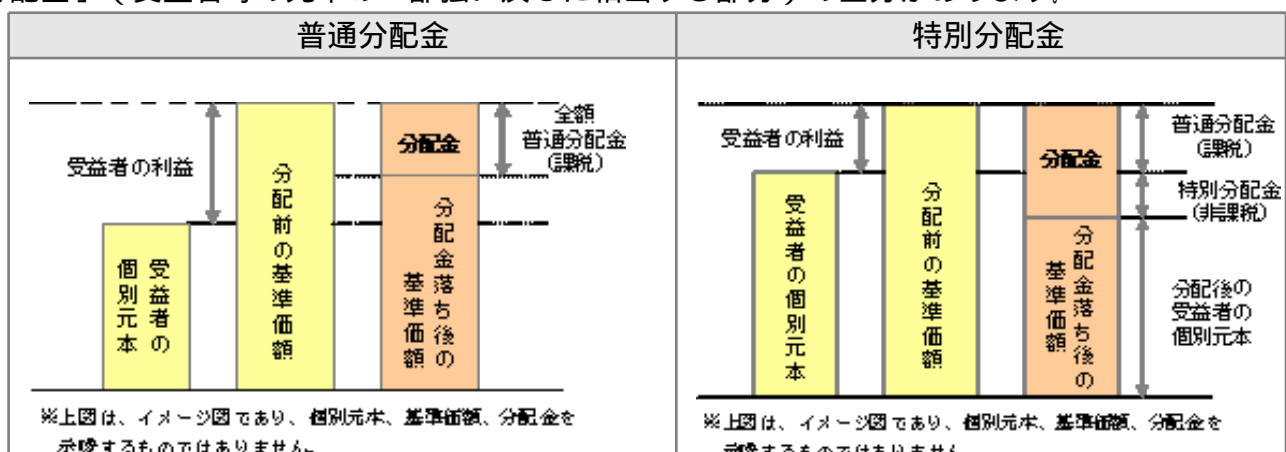 普通分配金
特別分配金
受益者の利益
受益者の
個別元本
分配前の基準価額
分配金
分配金落ち後の
基準価額
全額
普通分配金
(課税)
※上図は、イメージ図であり、個別元本、基準価額、分配金を
受益者の利益
受益者の個別元本
分配前の基準価額
分配金
分配金落ち後の
基準価額
普通分配金
(課税)
特別分配金
(非課税)
分配後の
受益者の
個別元本
※上図は、イメージ図であり、個別元本、基準価額、分配金を